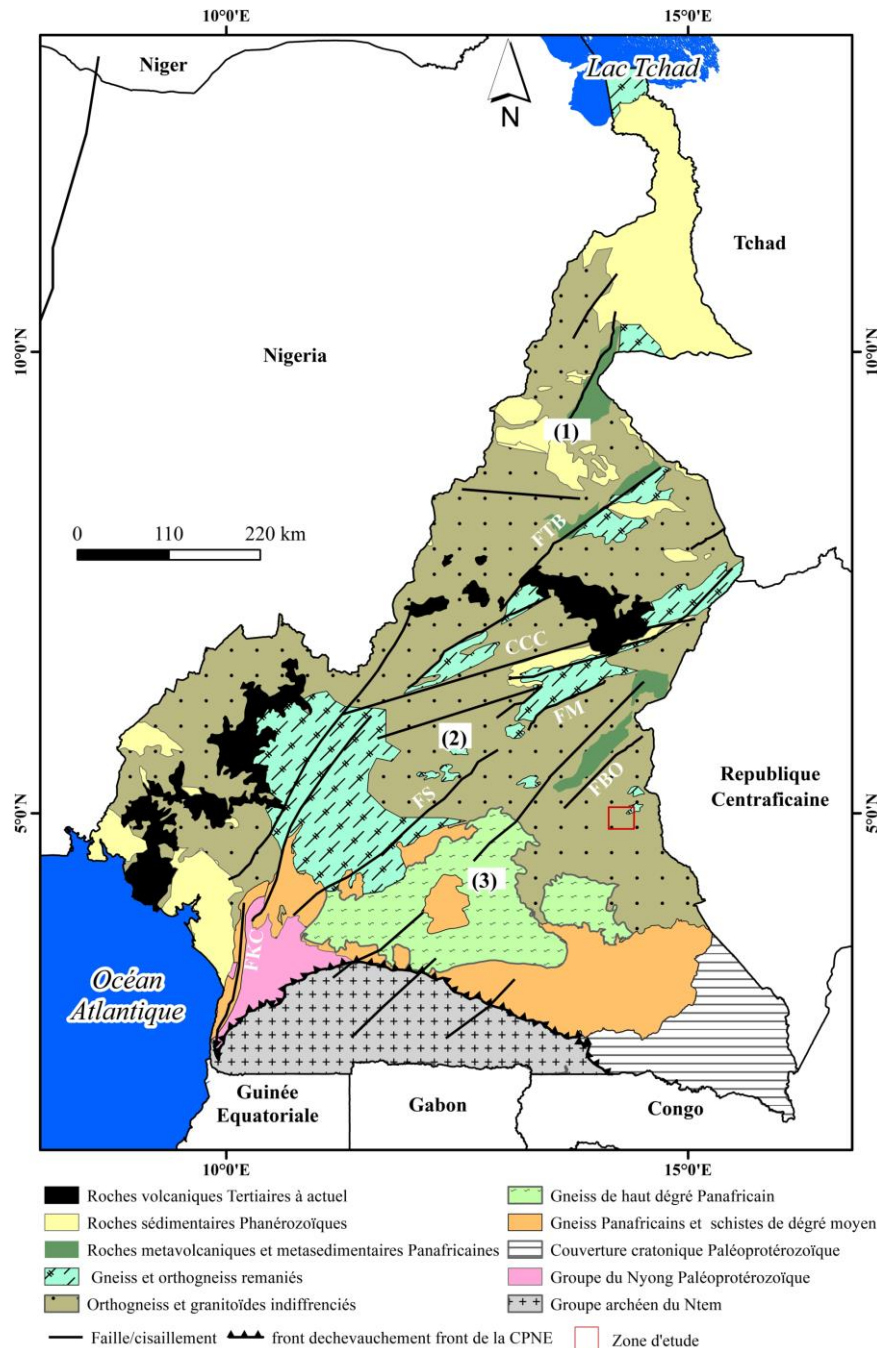 10°0'E 15°0'E
Niger
Lac Tchad
N
Tchad
10°0'N 10°0'N
Nigeria
(1)
0 110 220 km
FTB
CCC
FM
(2)
FS
FBO
Republique
Centraficaine
5°0'N 5°0'N
(3)
FKC
Océan
Atlantique
Guinée
Equatoriale
Gabon
Congo
10°0'E 15°0'E
Roches volcaniques Tertiaires à actuel
Roches sédimentaires Phanérozoïques
Roches metavolcaniques et metasedimentaires Panafricaines
Gneiss et orthogneiss remaniés
Orthogneiss et granitoïdes indiffrenciés
Gneiss de haut dégré Panafricain
Gneiss Panafricains et schistes de dégré moyen
Couverture cratonique Paléoprotérozoïque
Groupe du Nyong Paléoprotérozoïque
Groupe archéen du Ntem
Faille/cisaillement
front dechevauchement front de la CPNE
Zone d'etude